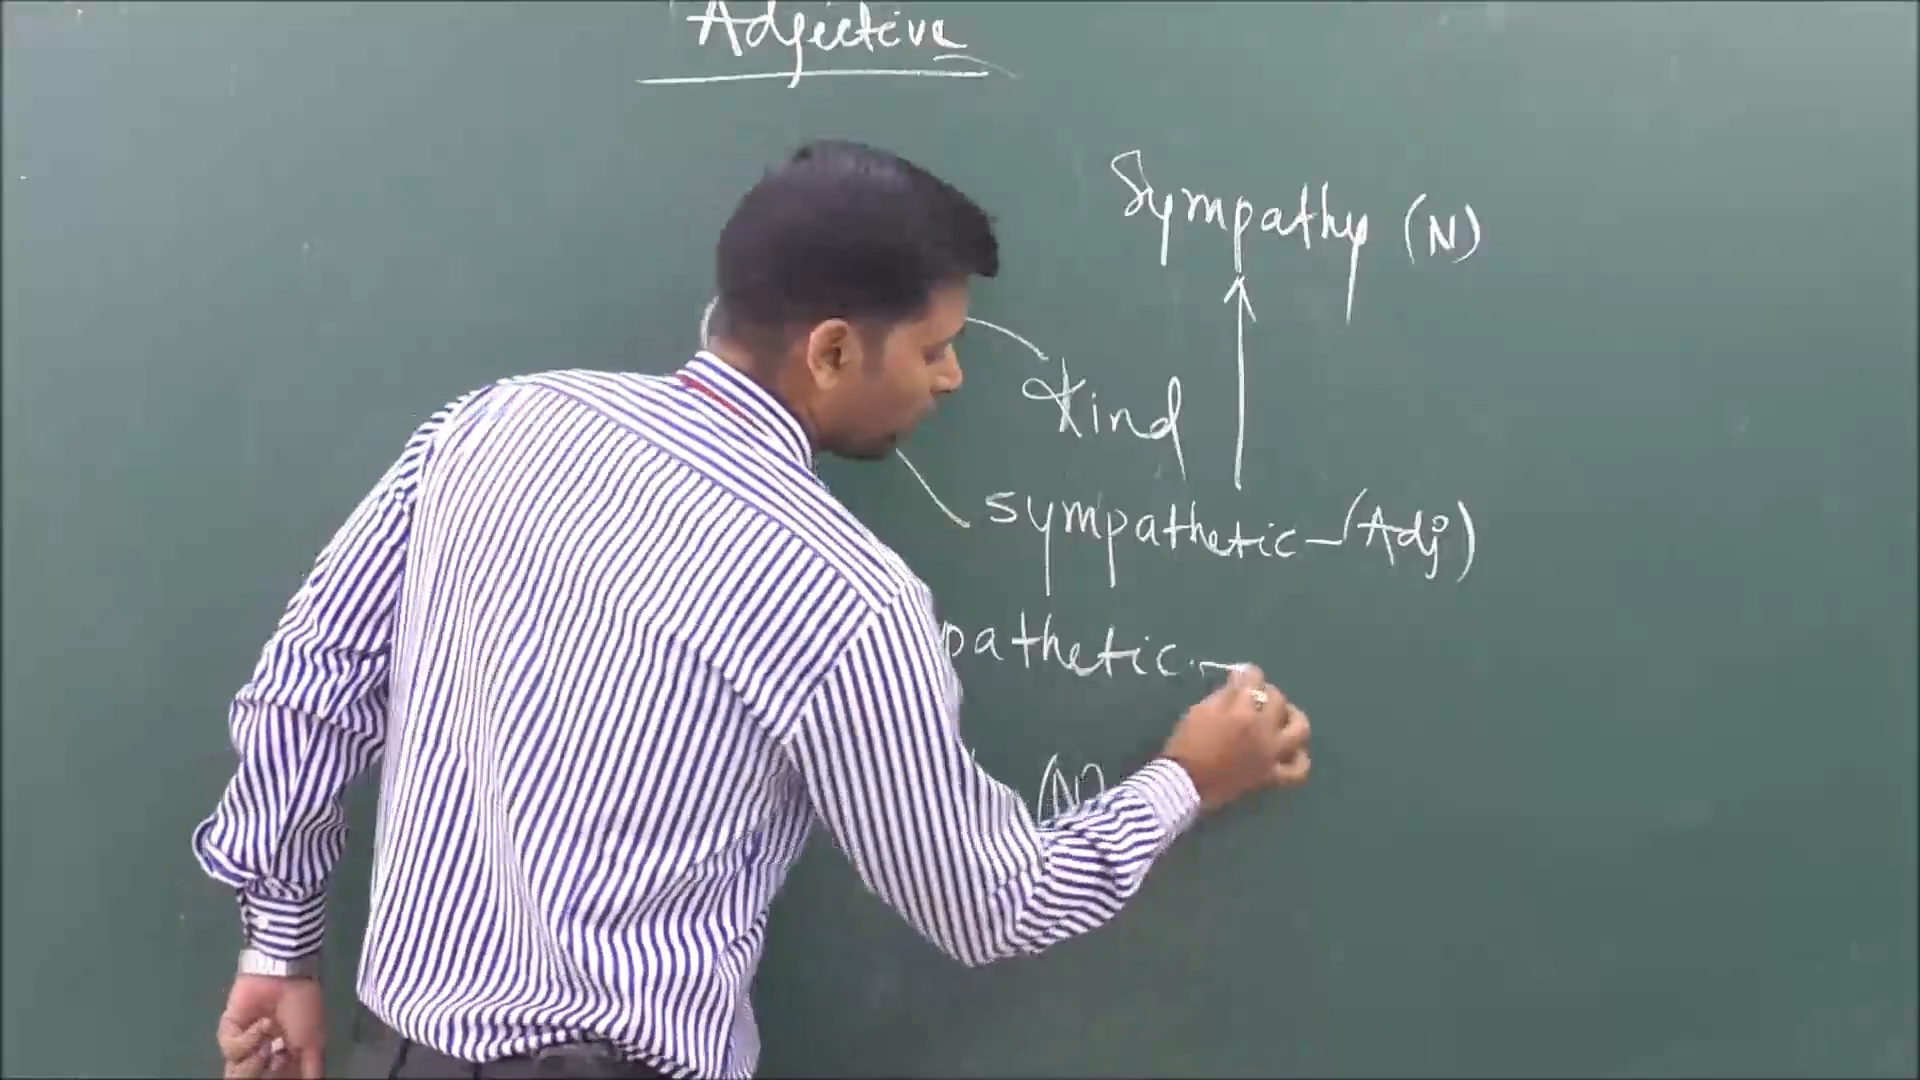 Adjective
Sympathy (N)
Kind
sympathetic - (Adj)
pathetic -
(N)